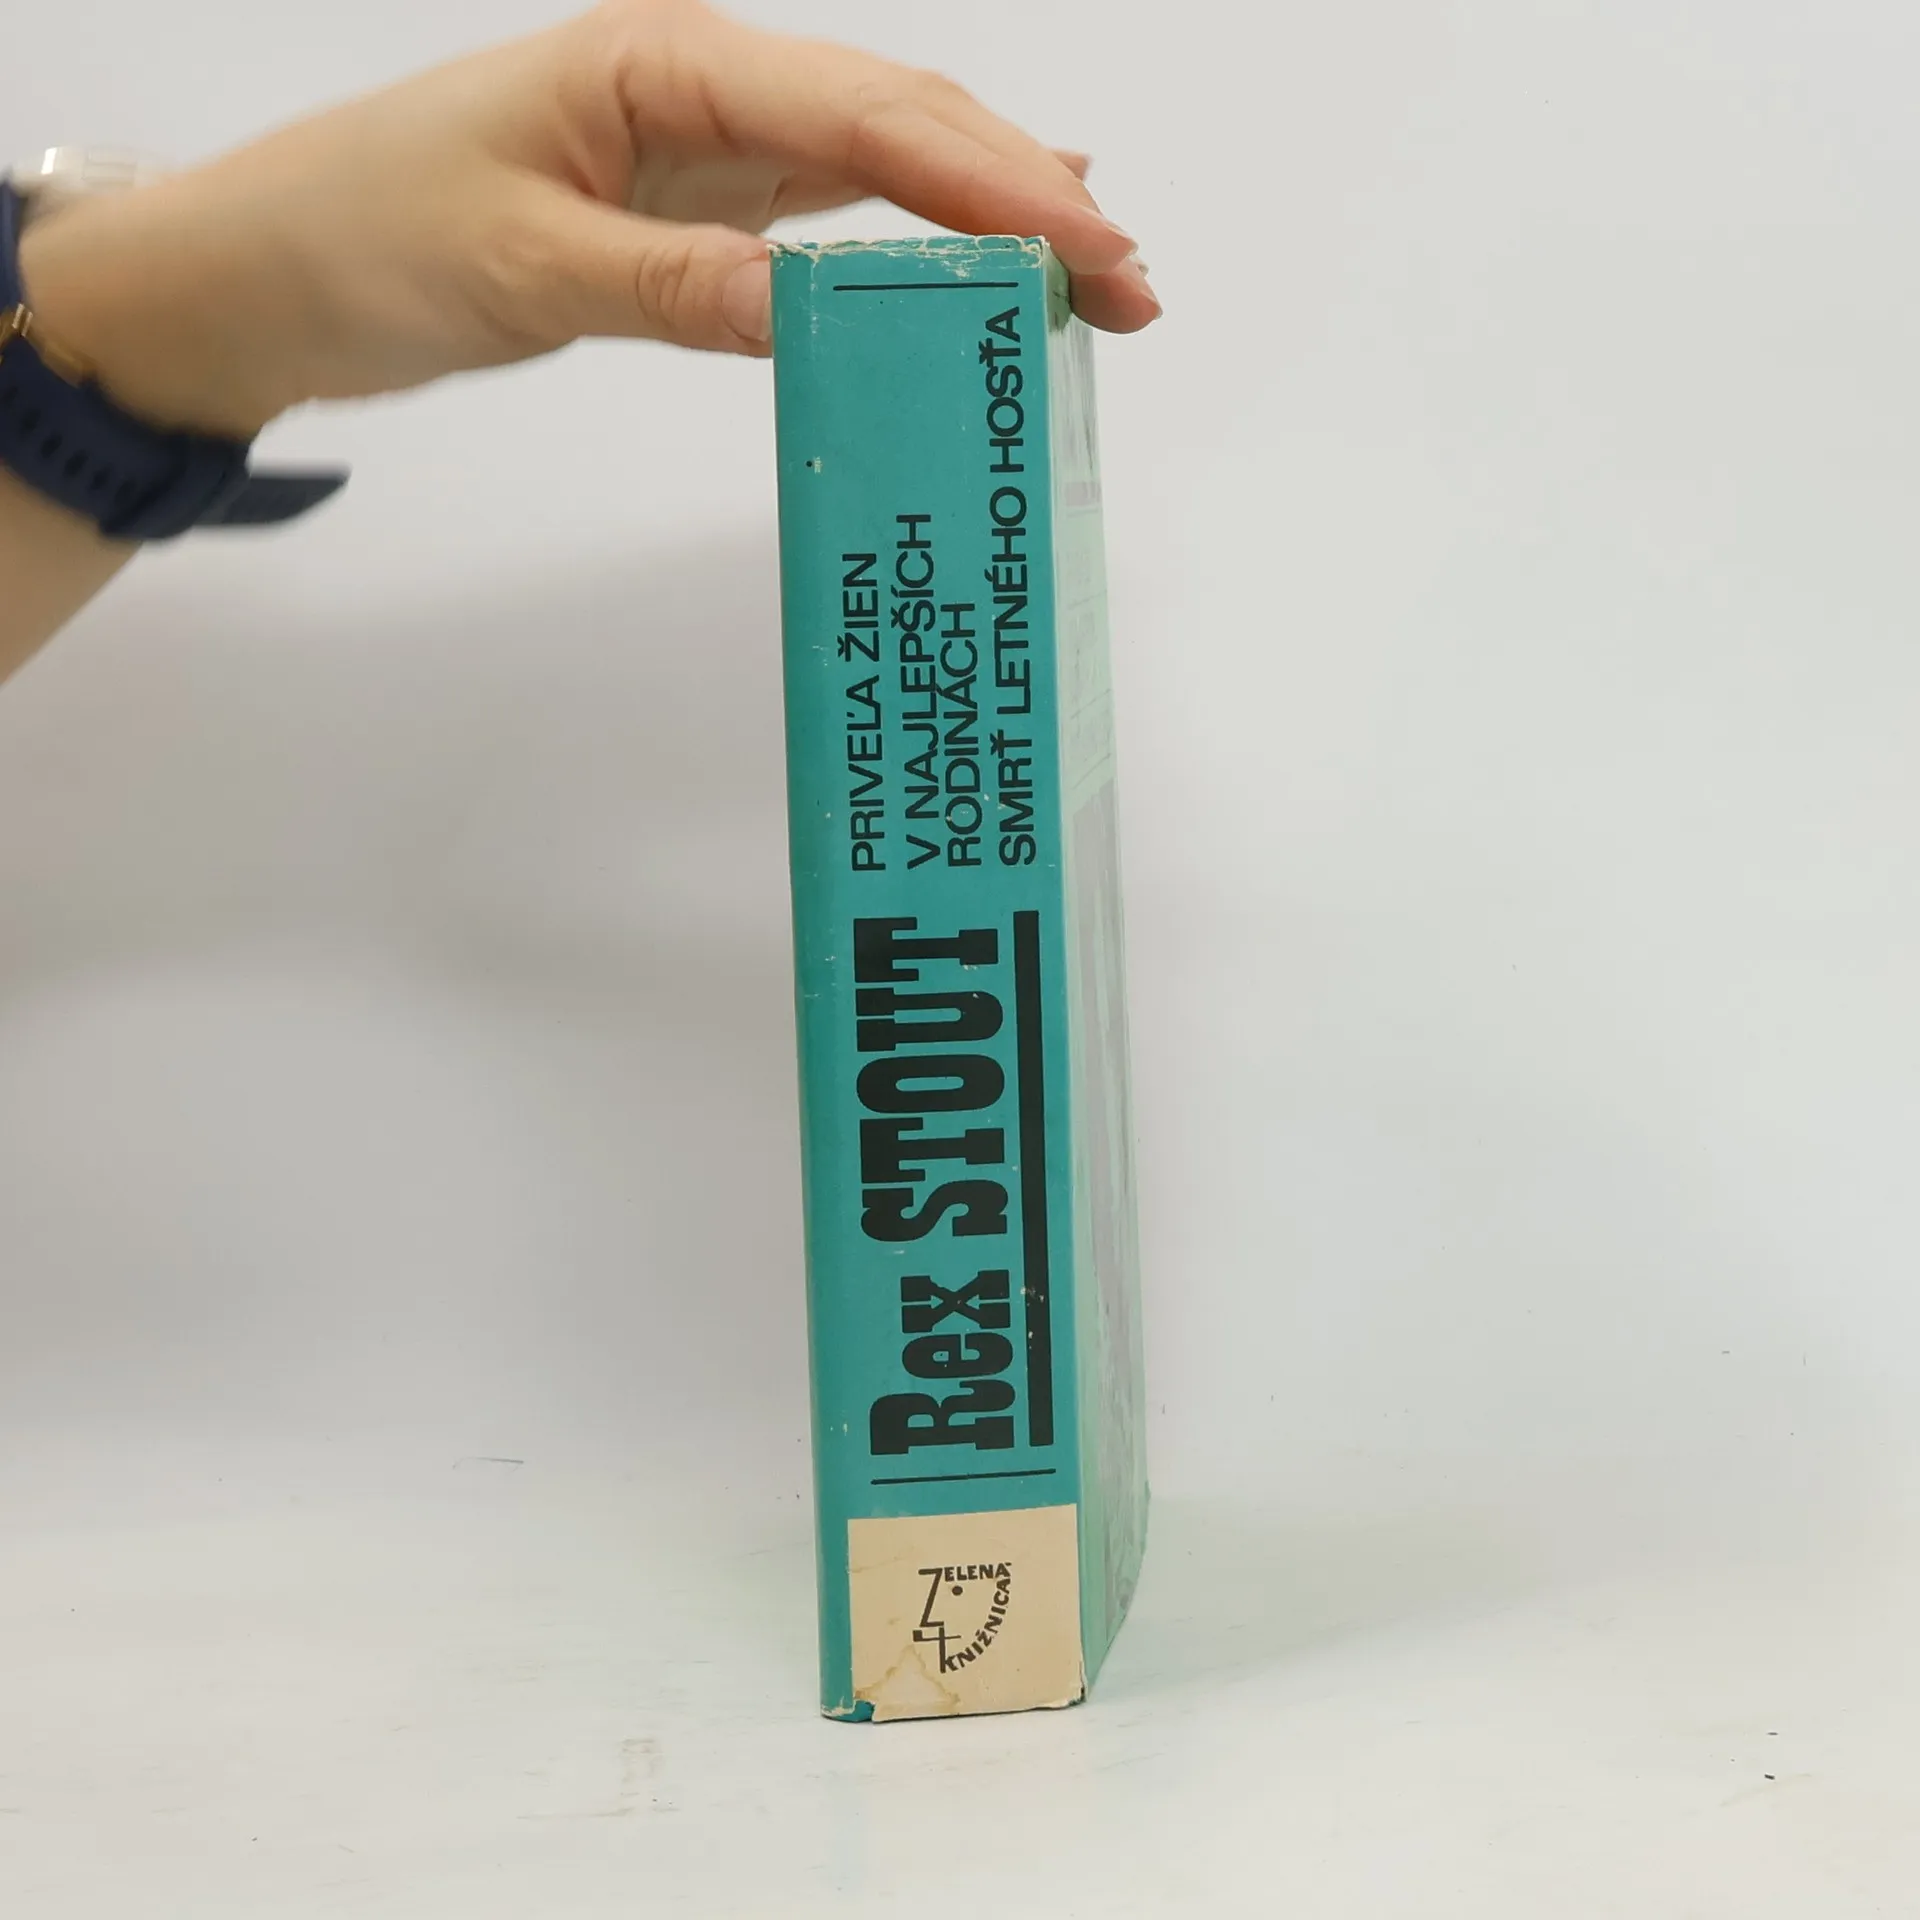 Rex STOUT
PRIVEĽA ŽIEN
V NAJLEPŠÍCH
RODINÁCH
SMRŤ LETNÉHO HOSŤA
ZELENÁ
KNIŽNICA